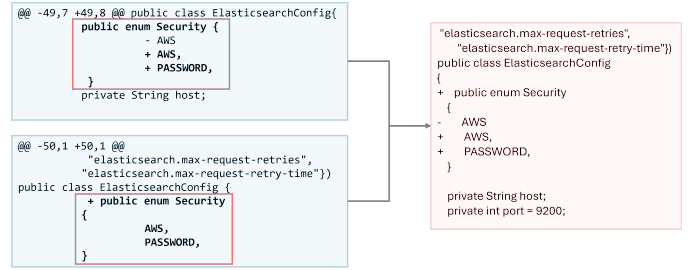 @@ -49,7 +49,8 @@ public class ElasticsearchConfig{
public enum Security {
- AWS
+ AWS,
+ PASSWORD,
}
private String host;
@@ -50,1 +50,1 @@
"elasticsearch.max-request-retries",
"elasticsearch.max-request-retry-time"})
public class ElasticsearchConfig {
+ public enum Security
{
AWS,
PASSWORD,
}
"elasticsearch.max-request-retries",
"elasticsearch.max-request-retry-time"})
public class ElasticsearchConfig
{
+ public enum Security
{
- AWS
+ AWS,
+ PASSWORD,
}
private String host;
private int port = 9200;